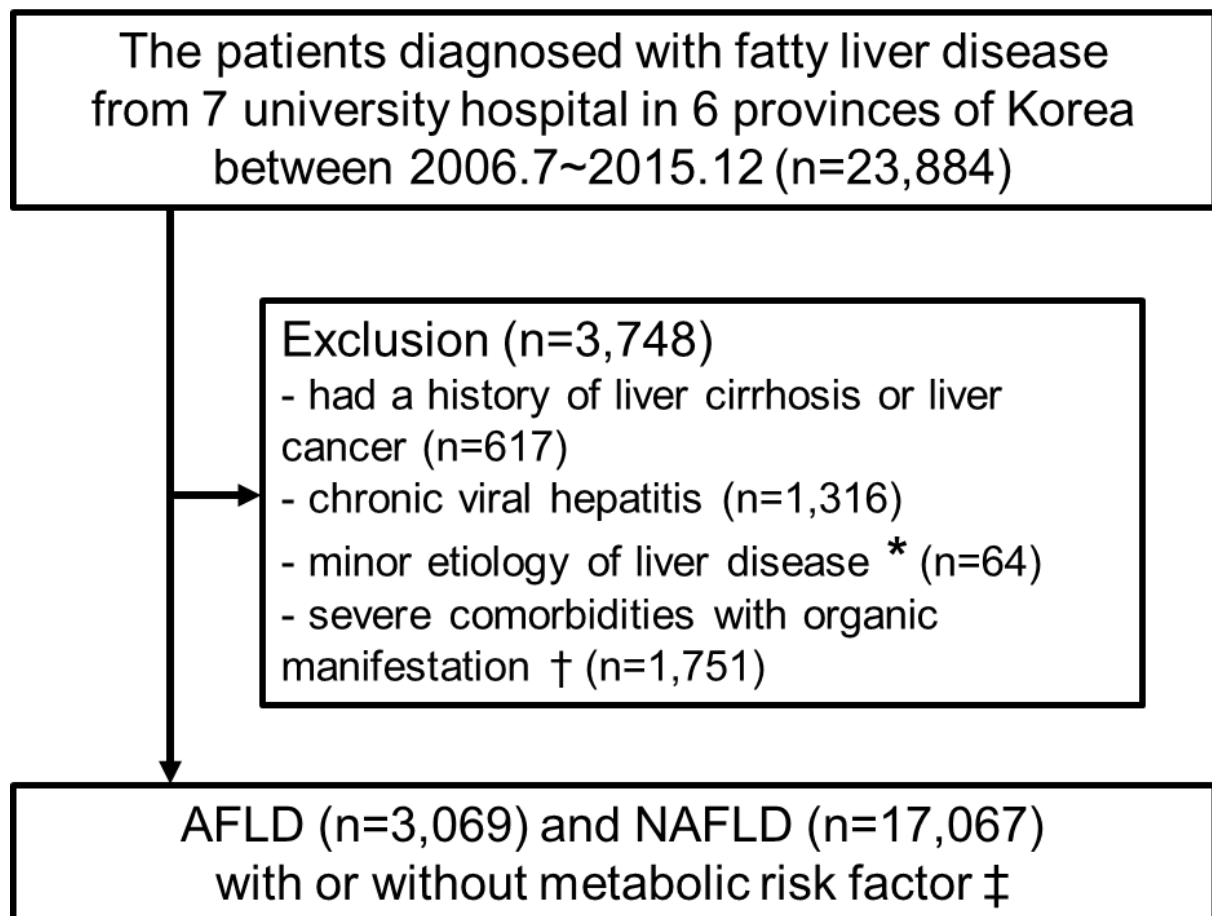 The patients diagnosed with fatty liver disease
from 7 university hospital in 6 provinces of Korea
between 2006.7~2015.12 (n=23,884)
Exclusion (n=3,748)
- had a history of liver cirrhosis or liver
cancer (n=617)
- chronic viral hepatitis (n=1,316)
- minor etiology of liver disease * (n=64)
- severe comorbidities with organic
manifestation † (n=1,751)
AFLD (n=3,069) and NAFLD (n=17,067)
with or without metabolic risk factor ‡